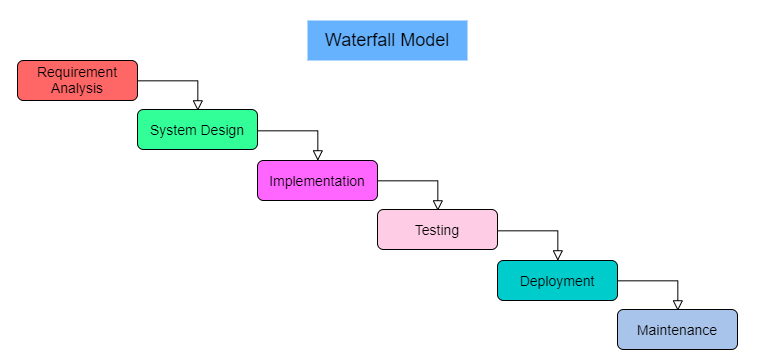 Waterfall Model
Requirement
Analysis
System Design
Implementation
Testing
Deployment
Maintenance